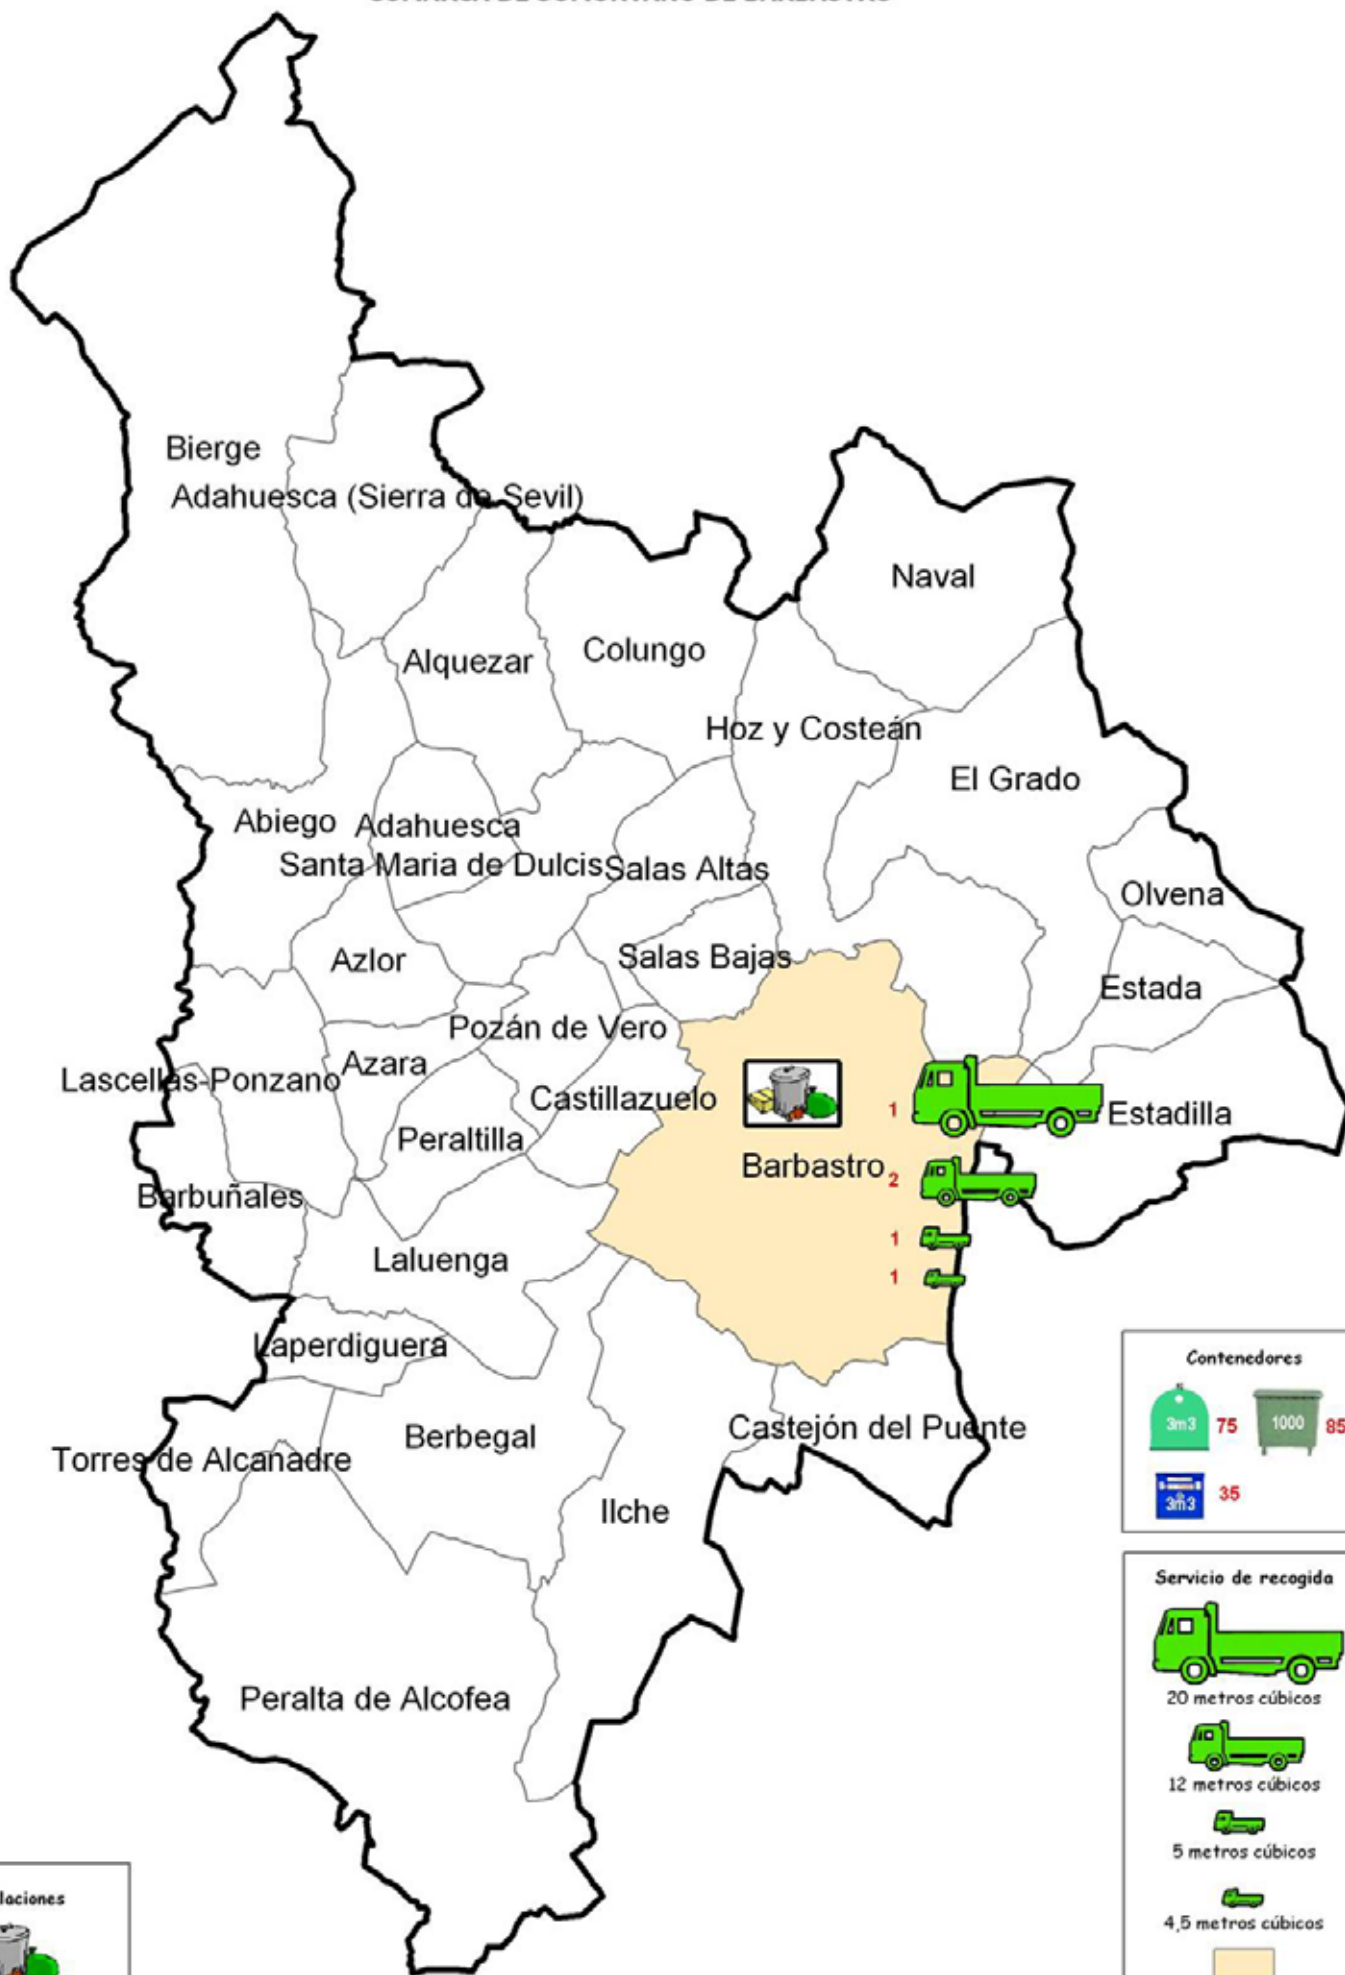 Bierge
Adahuesca (Sierra de Sevil)
Naval
Alquezar
Colungo
Hoz y Costeán
El Grado
Abiego
Adahuesca
Santa Maria de Dulcis
Salas Altas
Olvena
Azlor
Salas Bajas
Estada
Pozán de Vero
Azara
Lascellas-Ponzano
Castillazuelo
1
Estadilla
Peraltilla
Barbastro
2
Barbuñales
1
Laluenga
1
Laperdiguera
Castejón del Puente
Berbegal
Torres de Alcanadre
Ilche
Peralta de Alcofea
Contenedores
3m3 75 1000 85
3m3 35
Servicio de recogida
20 metros cúbicos
12 metros cúbicos
5 metros cúbicos
4,5 metros cúbicos
laciones